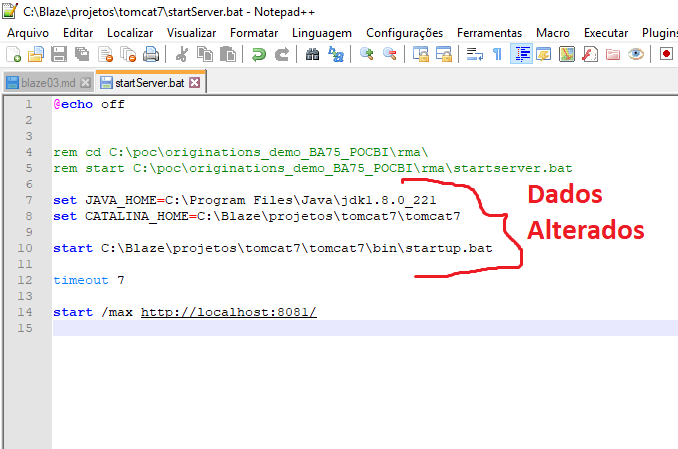 C:\Blaze\projetos\tomcat7\startServer.bat - Notepad++
Arquivo Editar Localizar Visualizar Formatar Linguagem Configurações Ferramentas Macro Executar Plugins
blaze03.md startServer.bat
1 @echo off
2
3
4 rem cd C:\poc\originations_demo_BA75_POCBI\rma\
5 rem start C:\poc\originations_demo_BA75_POCBI\rma\startserver.bat
6
7 set JAVA_HOME=C:\Program Files\Java\jdk1.8.0_221
8 set CATALINA_HOME=C:\Blaze\projetos\tomcat7\tomcat7
9
10 start C:\Blaze\projetos\tomcat7\tomcat7\bin\startup.bat
11
12 timeout 7
13
14 start /max http://localhost:8081/
15
Dados
Alterados